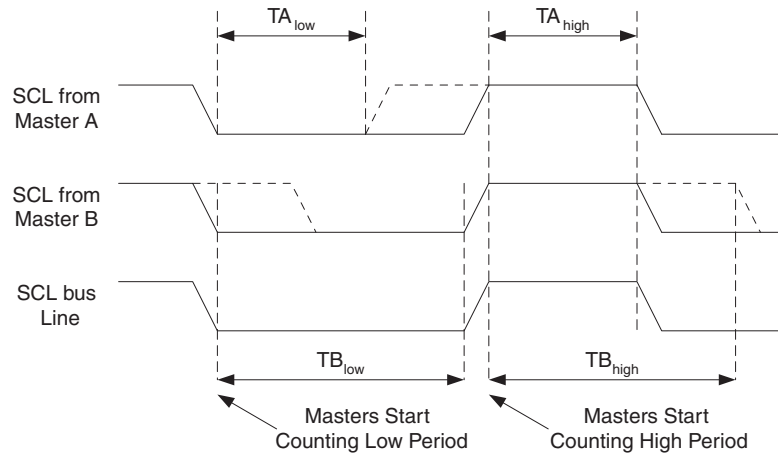 TA low
TA high
SCL from
Master A
SCL from
Master B
SCL bus
Line
TB low
TB high
Masters Start
Counting Low Period
Masters Start
Counting High Period